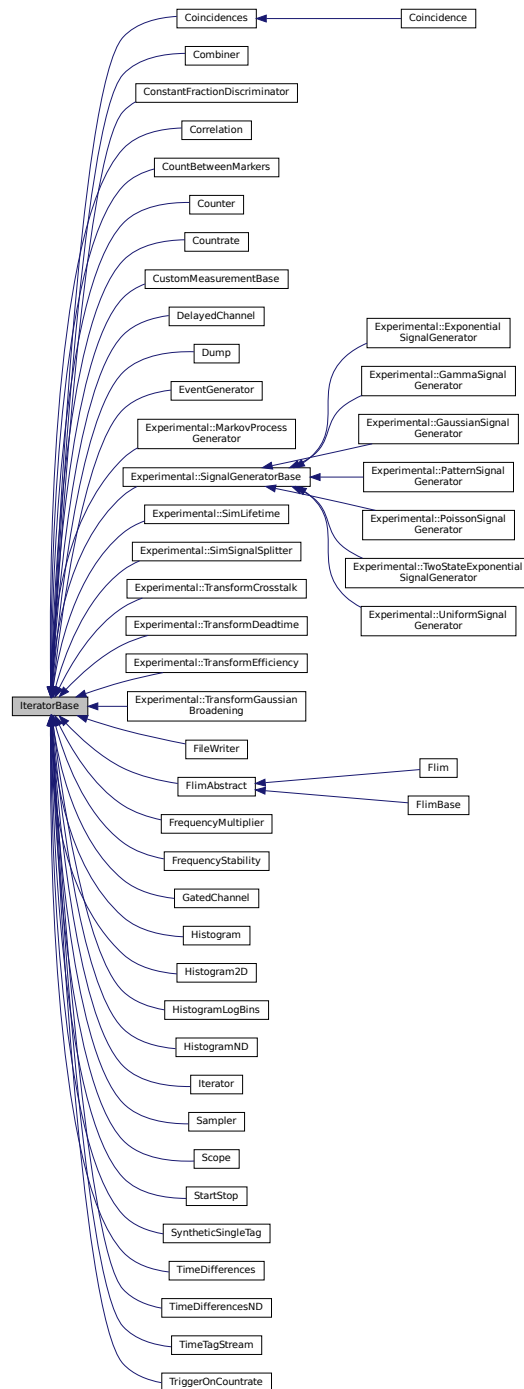 Coincidences
Coincidence
Combiner
ConstantFractionDiscriminator
Correlation
CountBetweenMarkers
Counter
Countrate
CustomMeasurementBase
DelayedChannel
Dump
EventGenerator
Experimental::MarkovProcess
Generator
Experimental::SignalGeneratorBase
Experimental::Exponential
SignalGenerator
Experimental::GammaSignal
Generator
Experimental::GaussianSignal
Generator
Experimental::PatternSignal
Generator
Experimental::PoissonSignal
Generator
Experimental::TwoStateExponential
SignalGenerator
Experimental::UniformSignal
Generator
Experimental::SimLifetime
Experimental::SimSignalSplitter
Experimental::TransformCrosstalk
Experimental::TransformDeadtime
Experimental::TransformEfficiency
IteratorBase
Experimental::TransformGaussian
Broadening
FileWriter
FlimAbstract
Flim
FlimBase
FrequencyMultiplier
FrequencyStability
GatedChannel
Histogram
Histogram2D
HistogramLogBins
HistogramND
Iterator
Sampler
Scope
StartStop
SyntheticSingleTag
TimeDifferences
TimeDifferencesND
TimeTagStream
TriggerOnCountrate